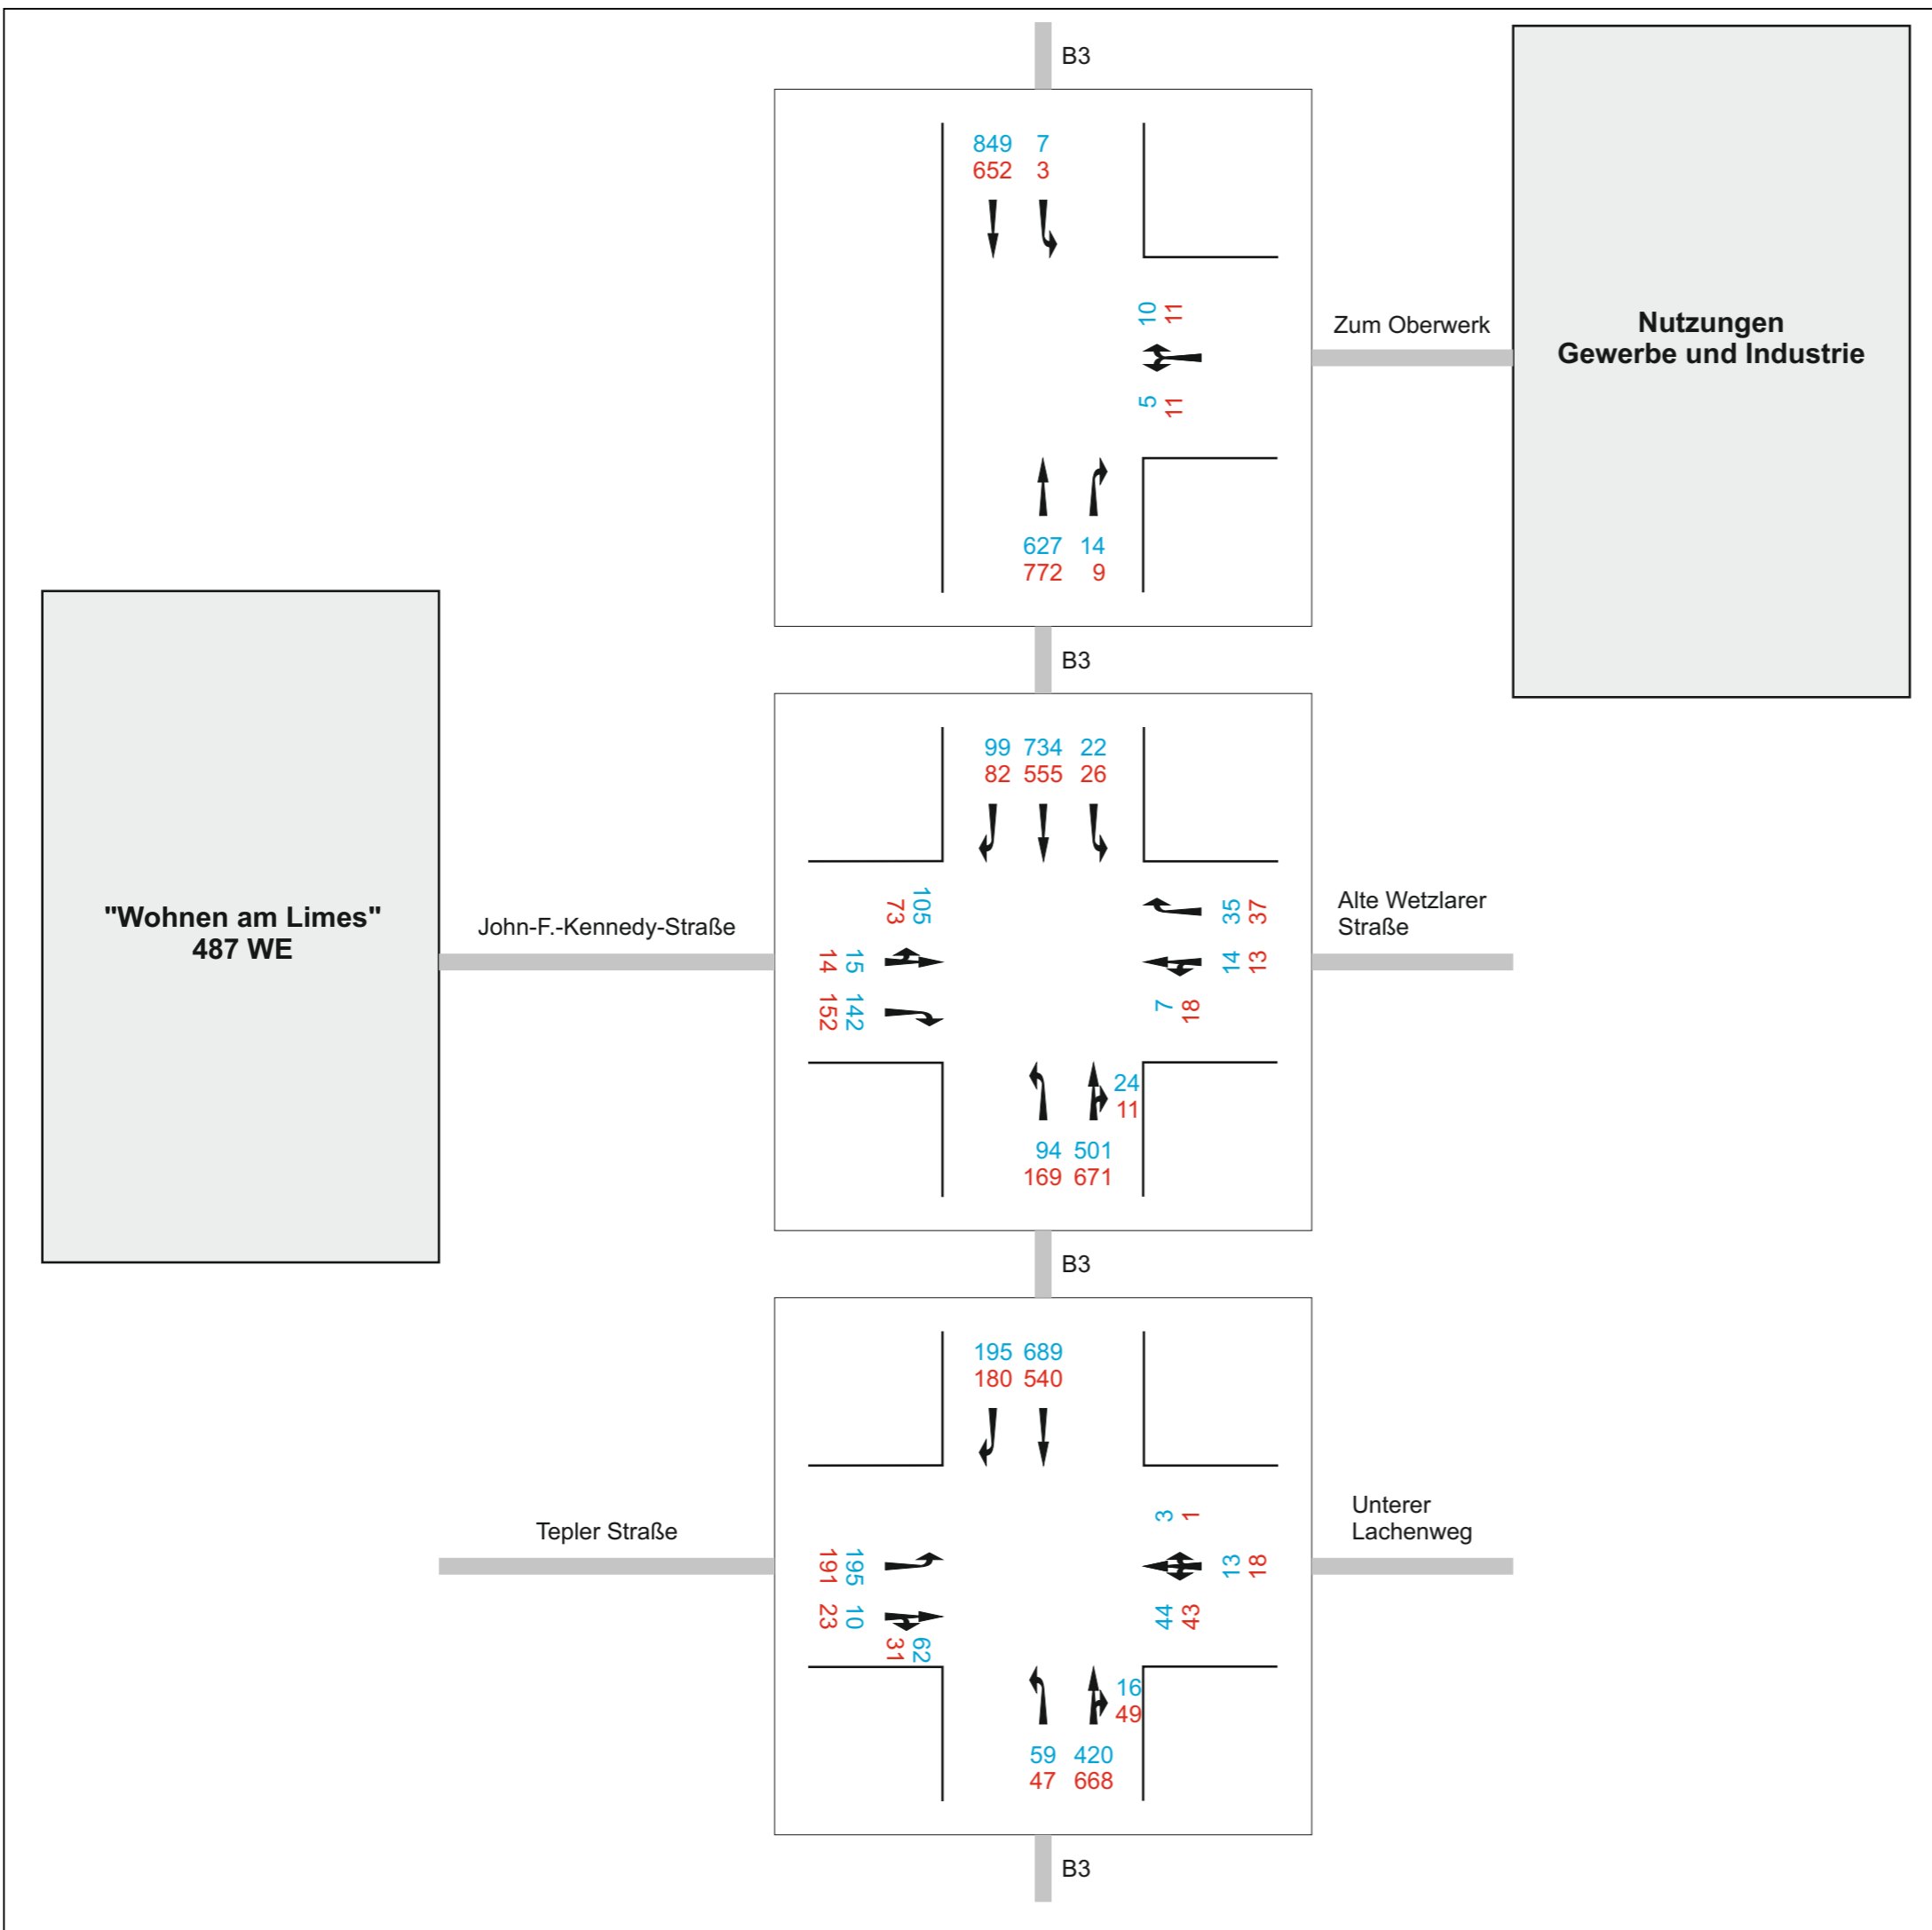 B3
849 7
652 3
10 11
5 11
627 14
772 9
Zum Oberwerk
Nutzungen
Gewerbe und Industrie
B3
"Wohnen am Limes"
487 WE
John-F.-Kennedy-Straße
99 734 22
82 555 26
73 105
14 15
152 142
35 37
14 13
7 18
24
11
94 501
169 671
Alte Wetzlarer
Straße
B3
Tepler Straße
195 689
180 540
191 195
23 10
31 62
3 1
13 18
44 43
16
49
59 420
47 668
Unterer
Lachenweg
B3